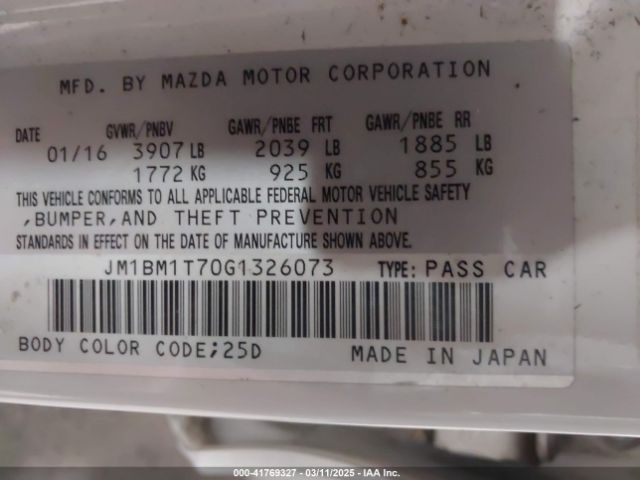 MFD. BY MAZDA MOTOR CORPORATION
DATE GVWR/PNBV GAWR/PNBE FRT GAWR/PNBE RR
01/16 3907 LB 2039 LB 1885 LB
1772 KG 925 KG 855 KG
THIS VEHICLE CONFORMS TO ALL APPLICABLE FEDERAL MOTOR VEHICLE SAFETY
,BUMPER,AND THEFT PREVENTION
STANDARDS IN EFFECT ON THE DATE OF MANUFACTURE SHOWN ABOVE.
JM1BM1T70G1326073 TYPE: PASS CAR
BODY COLOR CODE;25D MADE IN JAPAN
000-41769327 - 03/11/2025 - IAA Inc.